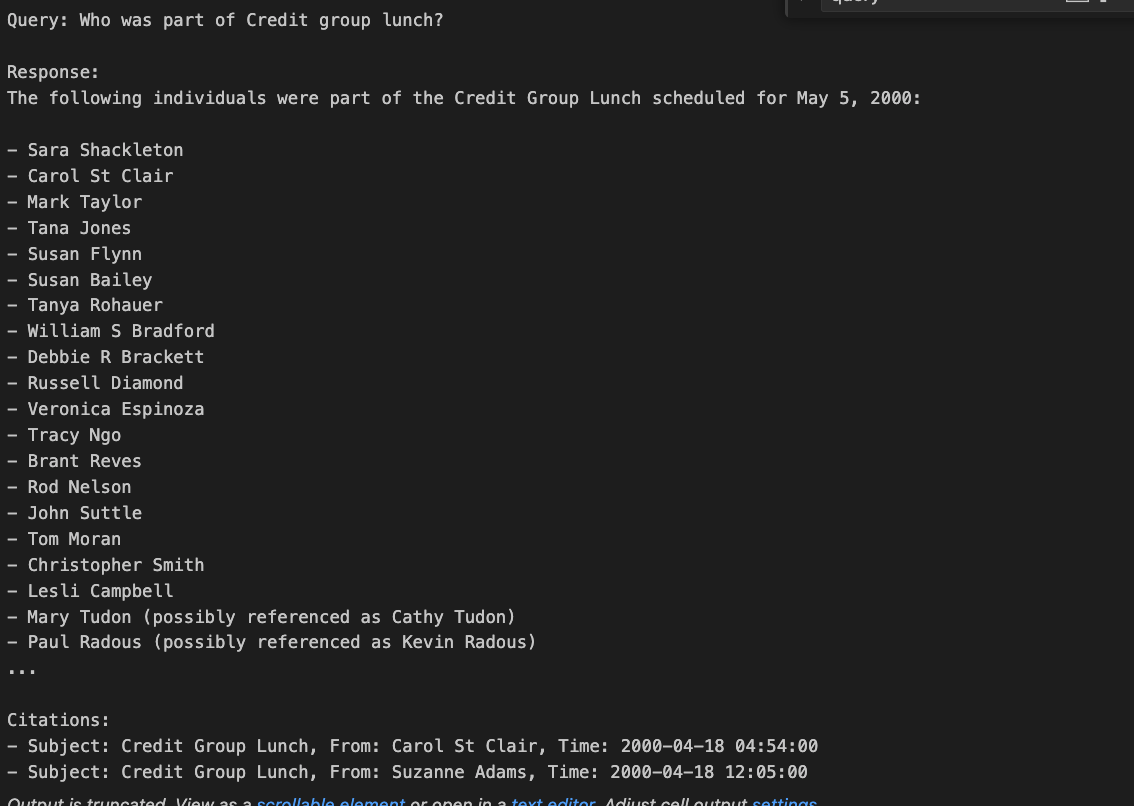 query
Query: Who was part of Credit group lunch?
Response:
The following individuals were part of the Credit Group Lunch scheduled for May 5, 2000:
– Sara Shackleton
– Carol St Clair
– Mark Taylor
– Tana Jones
– Susan Flynn
– Susan Bailey
– Tanya Rohauer
– William S Bradford
– Debbie R Brackett
– Russell Diamond
– Veronica Espinoza
– Tracy Ngo
– Brant Reves
– Rod Nelson
– John Suttle
– Tom Moran
– Christopher Smith
– Lesli Campbell
– Mary Tudon (possibly referenced as Cathy Tudon)
– Paul Radous (possibly referenced as Kevin Radous)
...
Citations:
– Subject: Credit Group Lunch, From: Carol St Clair, Time: 2000-04-18 04:54:00
– Subject: Credit Group Lunch, From: Suzanne Adams, Time: 2000-04-18 12:05:00
Output is truncated. View as a scrollable element or open in a text editor. Adjust cell output settings